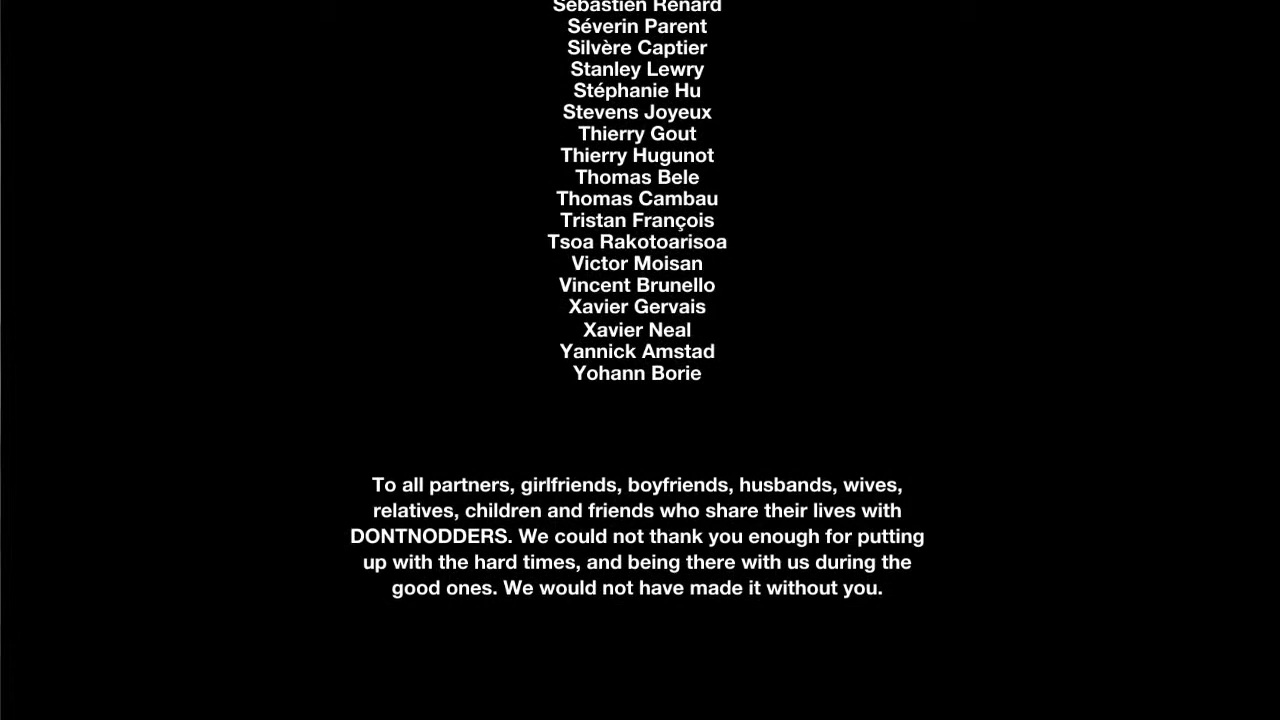 Sébastien Renard
Séverin Parent
Silvère Captier
Stanley Lewry
Stéphanie Hu
Stevens Joyeux
Thierry Gout
Thierry Hugunot
Thomas Bele
Thomas Cambau
Tristan François
Tsoa Rakotoarisoa
Victor Moisan
Vincent Brunello
Xavier Gervais
Xavier Neal
Yannick Amstad
Yohann Borie
To all partners, girlfriends, boyfriends, husbands, wives,
relatives, children and friends who share their lives with
DONTNODDERS. We could not thank you enough for putting
up with the hard times, and being there with us during the
good ones. We would not have made it without you.